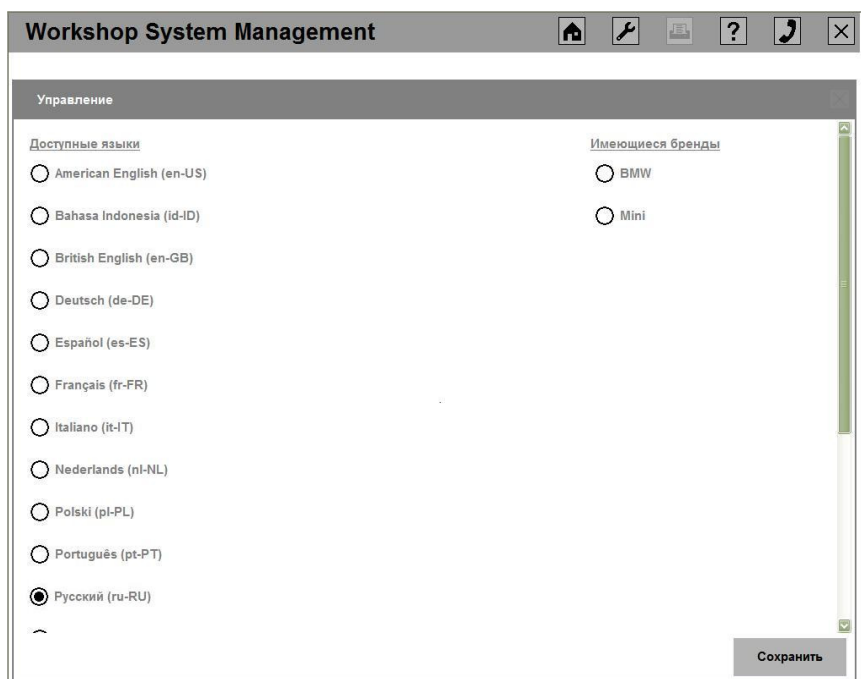 Workshop System Management
?
Управление
Доступные языки
Имеющиеся бренды
American English (en-US)
BMW
Bahasa Indonesia (id-ID)
Mini
British English (en-GB)
Deutsch (de-DE)
Español (es-ES)
Français (fr-FR)
Italiano (it-IT)
Nederlands (nl-NL)
Polski (pl-PL)
Português (pt-PT)
Русский (ru-RU)
Сохранить